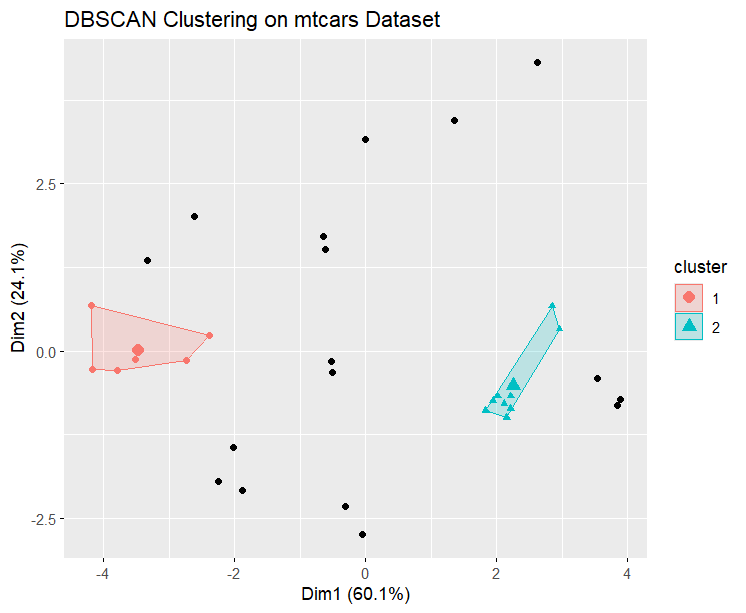 DBSCAN Clustering on mtcars Dataset
2.5
0.0
-2.5
Dim2 (24.1%)
-4
-2
0
2
4
Dim1 (60.1%)
cluster
1
2